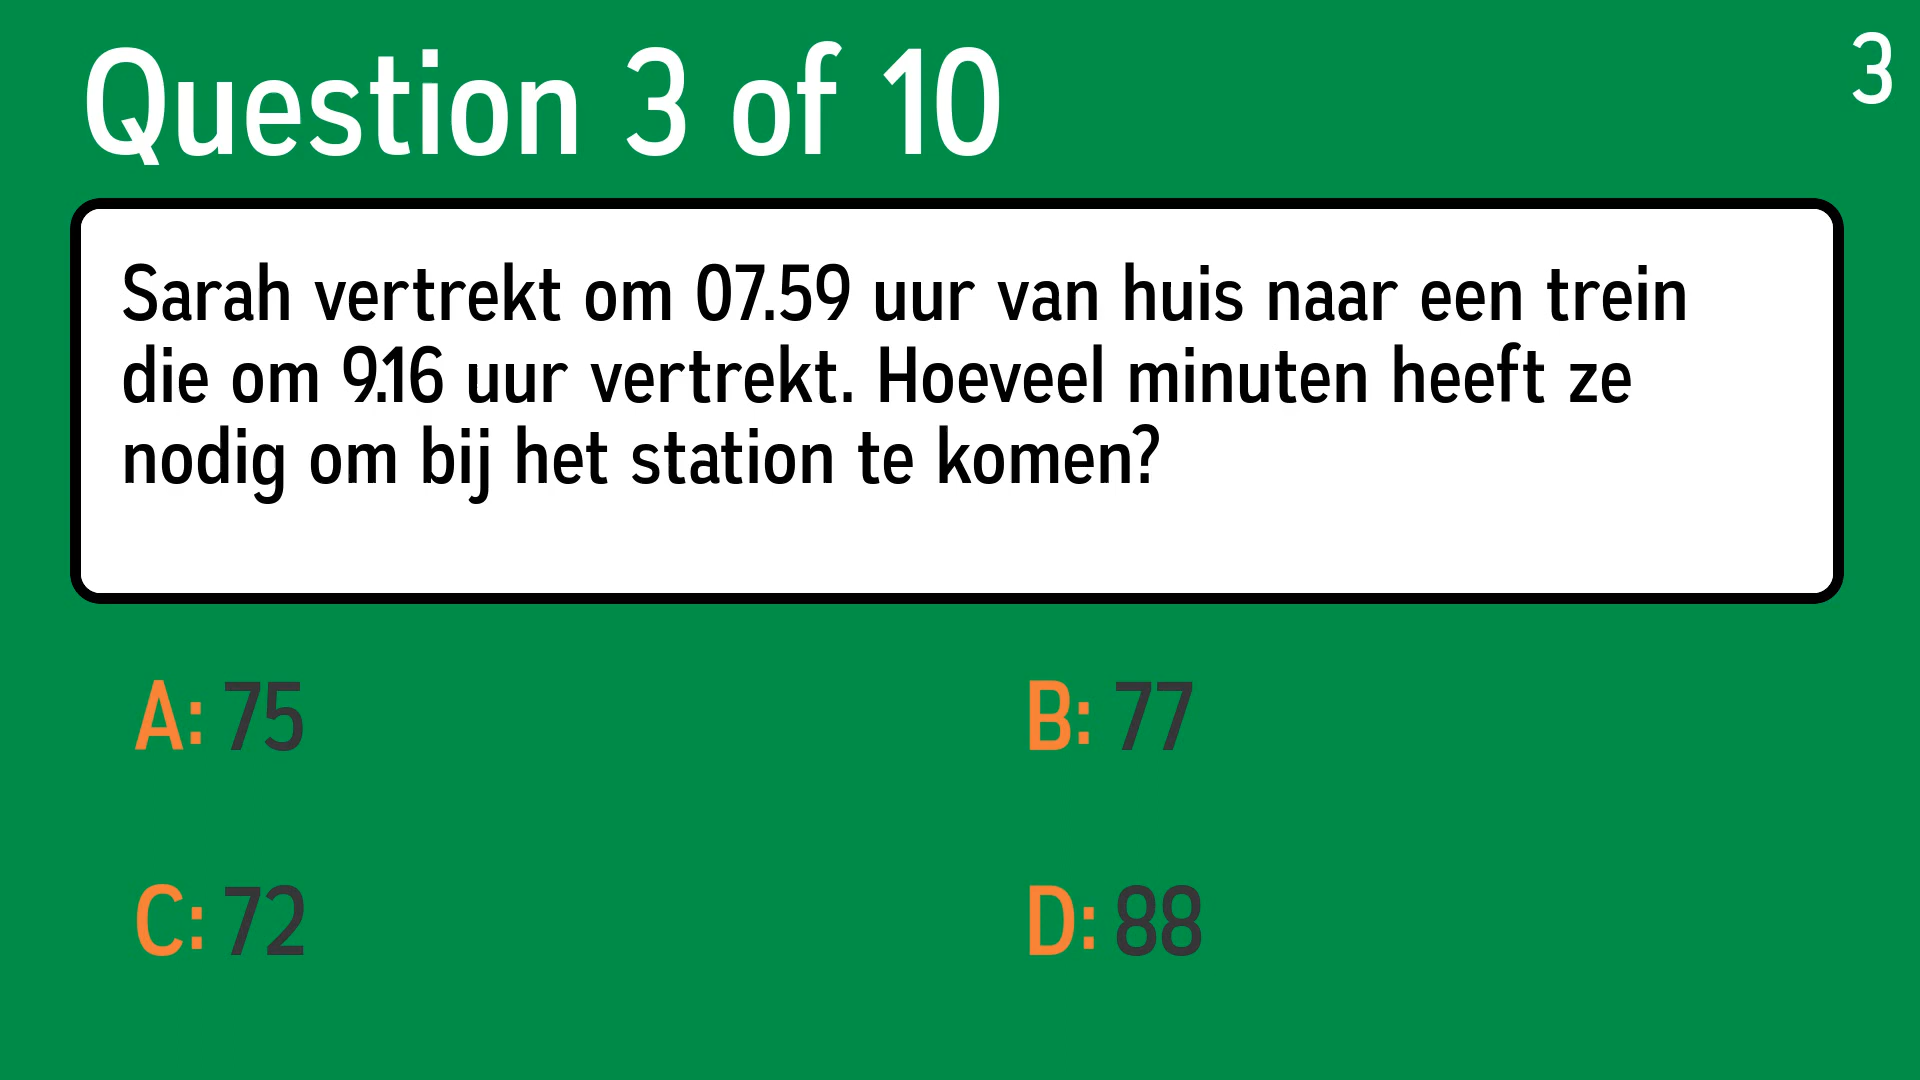 Question 3 of 10
3
Sarah vertrekt om 07.59 uur van huis naar een trein
die om 9.16 uur vertrekt. Hoeveel minuten heeft ze
nodig om bij het station te komen?
A: 75
B: 77
C: 72
D: 88